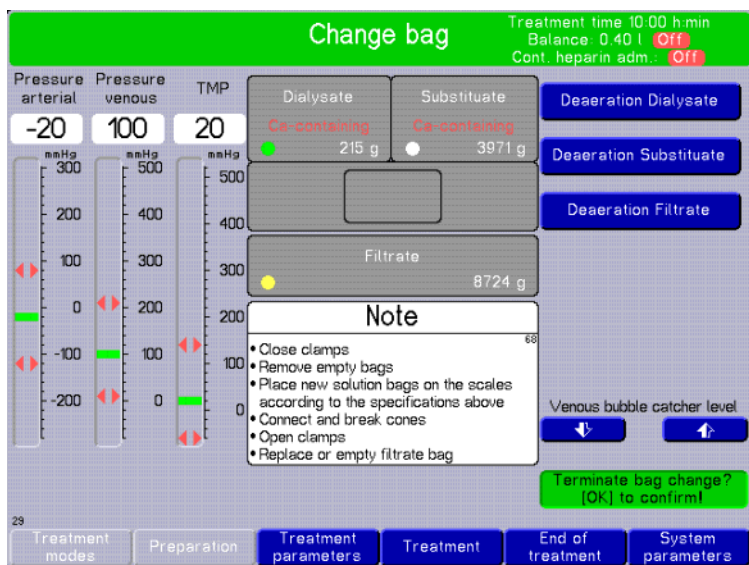 Change bag
Treatment time 10:00 h:min
Balance: 0.40 l Off
Cont. heparin adm.: Off
Pressure arterial
Pressure venous
TMP
-20
100
20
mmHg
300
200
100
0
-100
-200
mmHg
500
400
300
200
100
0
mmHg
500
400
300
200
100
0
Dialysate
Ca-containing
215 g
Substituate
Ca-containing
3971 g
Filtrate
8724 g
Note
68
• Close clamps
• Remove empty bags
• Place new solution bags on the scales
according to the specifications above
• Connect and break cones
• Open clamps
• Replace or empty filtrate bag
Deaeration Dialysate
Deaeration Substituate
Deaeration Filtrate
Venous bubble catcher level
Terminate bag change?
[OK] to confirm!
29
Treatment modes
Preparation
Treatment parameters
Treatment
End of treatment
System parameters